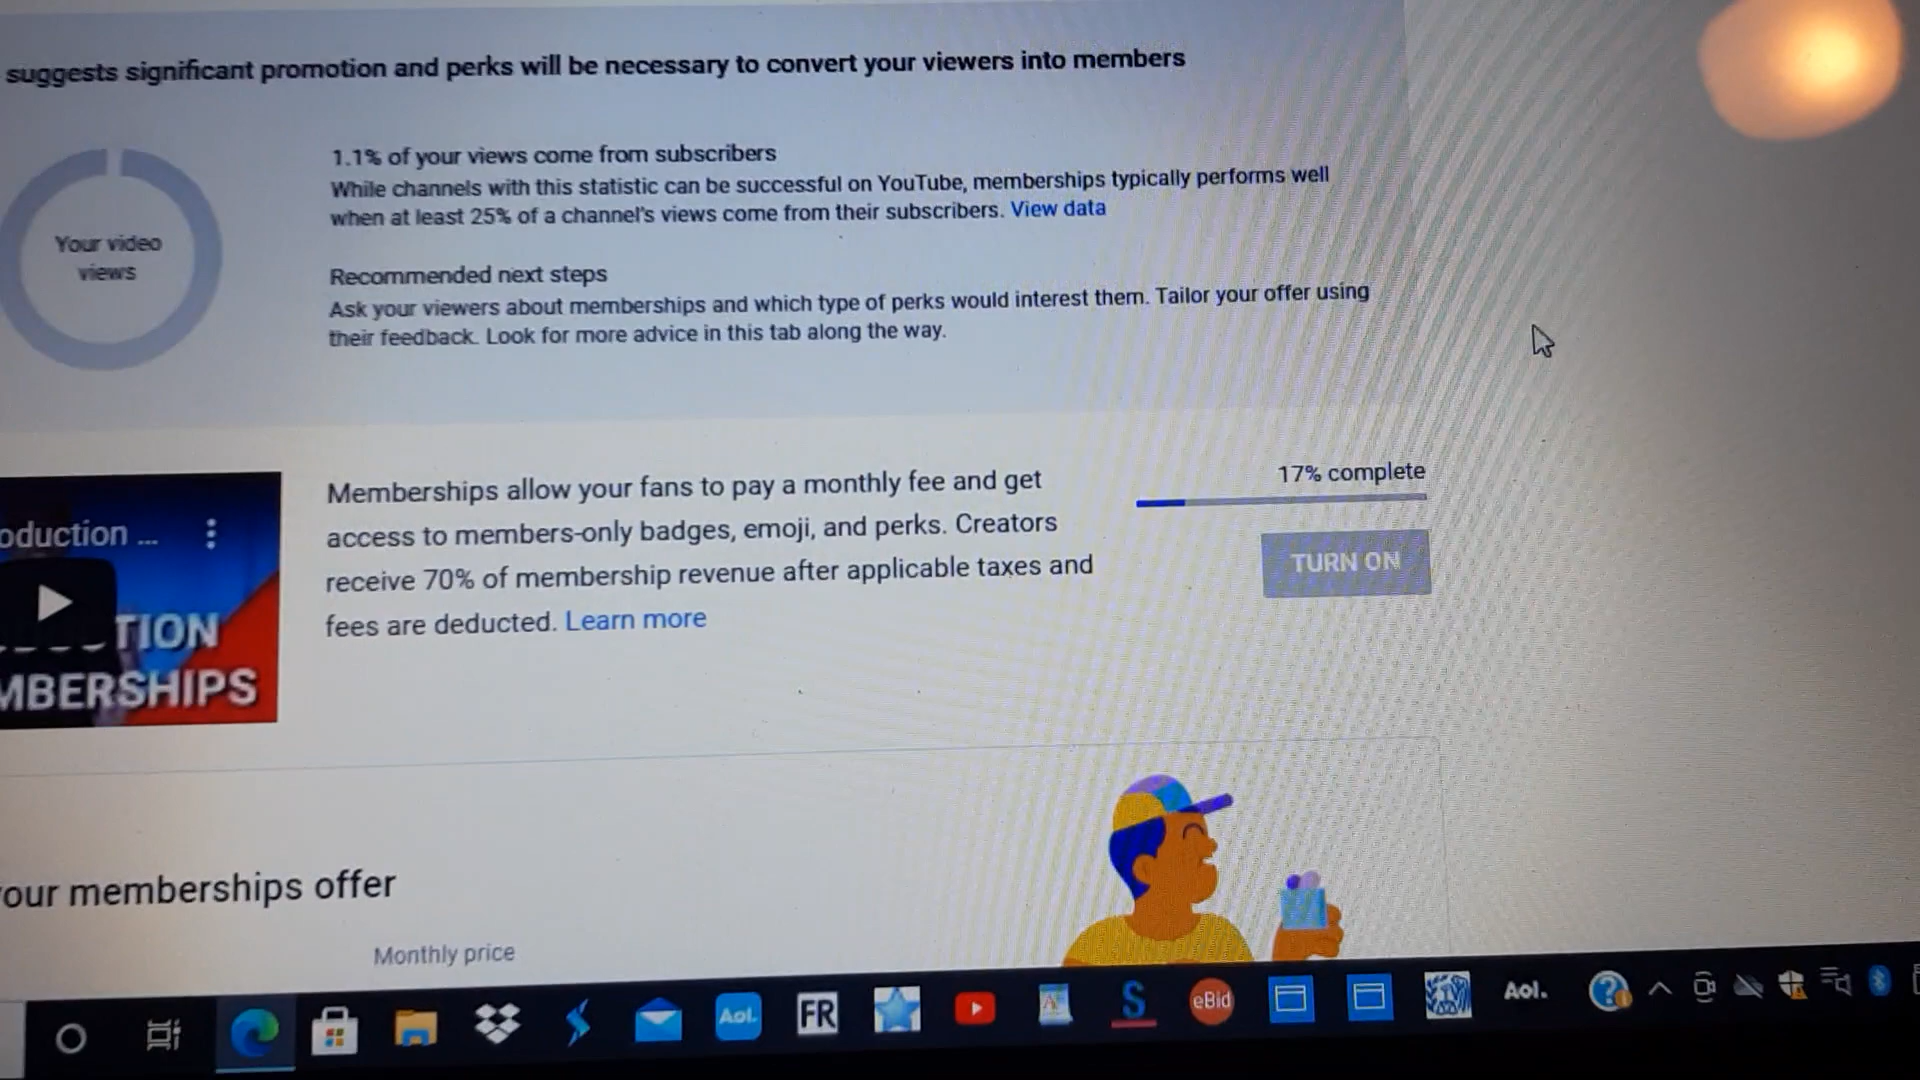 suggests significant promotion and perks will be necessary to convert your viewers into members
1.1% of your views come from subscribers
While channels with this statistic can be successful on YouTube, memberships typically performs well
when at least 25% of a channel's views come from their subscribers. View data
Your video
views
Recommended next steps
Ask your viewers about memberships and which type of perks would interest them. Tailor your offer using
their feedback. Look for more advice in this tab along the way.
oduction ...
TION
MBERSHIPS
Memberships allow your fans to pay a monthly fee and get
access to members-only badges, emoji, and perks. Creators
receive 70% of membership revenue after applicable taxes and
fees are deducted. Learn more
17% complete
TURN ON
our memberships offer
Monthly price
Aol.
FR
S
eBid
Aol.